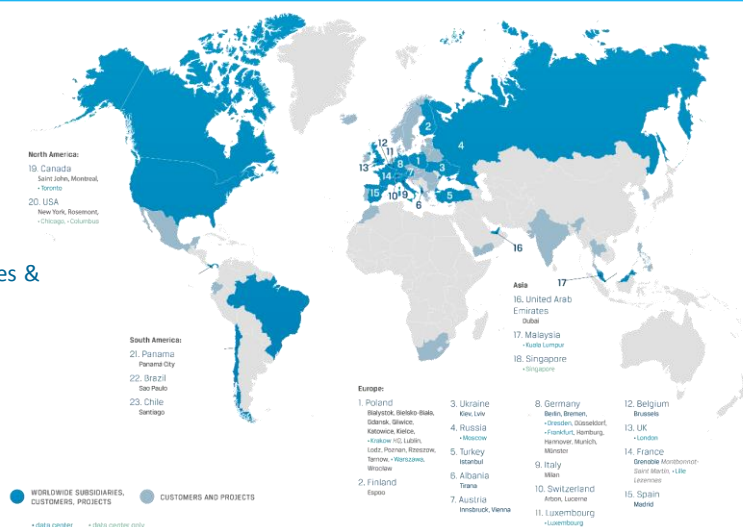 es &
North America:
19. Canada
Saint John, Montreal,
• Toronto
20. USA
New York, Rosemont,
• Chicago, • Columbus
South America:
21. Panama
Panama City
22. Brazil
Sao Paulo
23. Chile
Santiago
12
11
13
14
15
10
9
6
8
7
1
2
3
4
5
16
17
Asia
16. United Arab
Emirates
Dubai
17. Malaysia
• Kuala Lumpur
18. Singapore
• Singapore
Europe:
1. Poland
Bialystok, Bielsko-Biala,
Gdansk, Gliwice,
Katowice, Kielce,
• Krakow HQ, Lublin,
Lodz, Poznan, Rzeszow,
Tarnow, • Warszawa,
Wroclaw
2. Finland
Espoo
3. Ukraine
Kiev, Lviv
4. Russia
• Moscow
5. Turkey
Istanbul
6. Albania
Tirana
7. Austria
Innsbruck, Vienna
8. Germany
Berlin, Bremen,
• Dresden, Düsseldorf,
• Frankfurt, Hamburg,
Hannover, Munich,
Münster
9. Italy
Milan
10. Switzerland
Arbon, Lucerne
11. Luxembourg
• Luxembourg
12. Belgium
Brussels
13. UK
• London
14. France
Grenoble Montbonnot-
Saint Martin, • Lille
Lezennes
15. Spain
Madrid
WORLDWIDE SUBSIDIARIES,
CUSTOMERS, PROJECTS
CUSTOMERS AND PROJECTS
• data center
• data center only